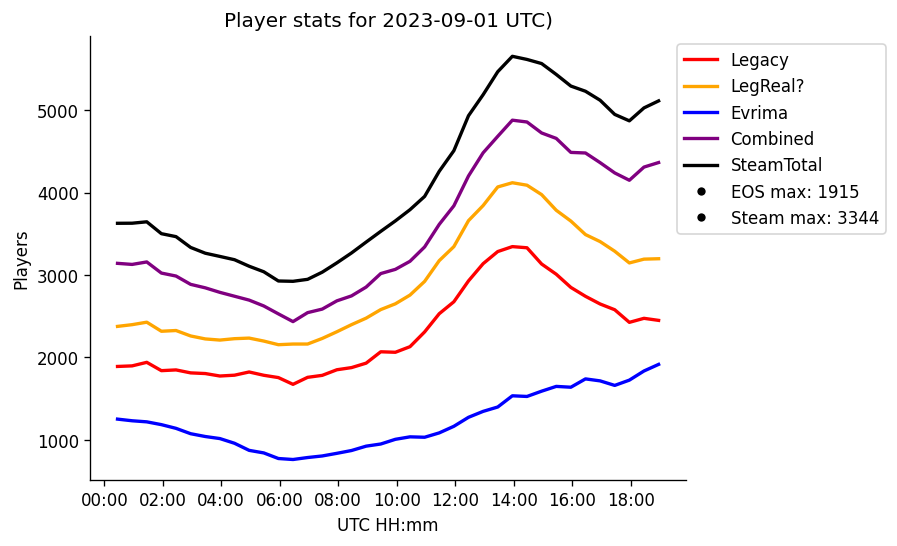 Player stats for 2023-09-01 UTC)
Legacy
LegReal?
Evrima
Combined
SteamTotal
EOS max: 1915
Steam max: 3344
Players
5000
4000
3000
2000
1000
00:00 02:00 04:00 06:00 08:00 10:00 12:00 14:00 16:00 18:00
UTC HH:mm